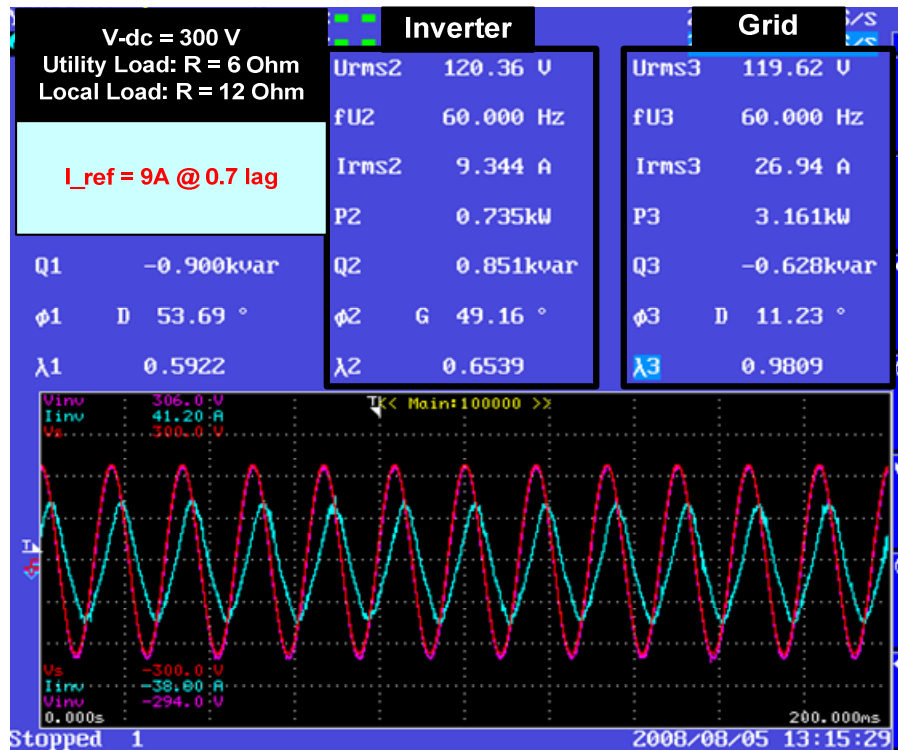 V-dc = 300 V
Utility Load: R = 6 Ohm
Local Load: R = 12 Ohm
I_ref = 9A @ 0.7 lag
Inverter
Grid
Urms2 120.36 V
fU2 60.000 Hz
Irms2 9.344 A
P2 0.735kW
Q2 0.851kvar
ϕ2 G 49.16 °
λ2 0.6539
Urms3 119.62 V
fU3 60.000 Hz
Irms3 26.94 A
P3 3.161kW
Q3 -0.628kvar
ϕ3 D 11.23 °
λ3 0.9809
Q1 -0.900kvar
ϕ1 D 53.69 °
λ1 0.5922
Vinv 306.0 V
Iinv 41.20 A
Vs 300.0 V
<< Main:100000 >>
Vs -300.0 V
Iinv -38.80 A
Vinv -294.0 V
0.000s
200.000ms
Stopped 1
2008/08/05 13:15:29